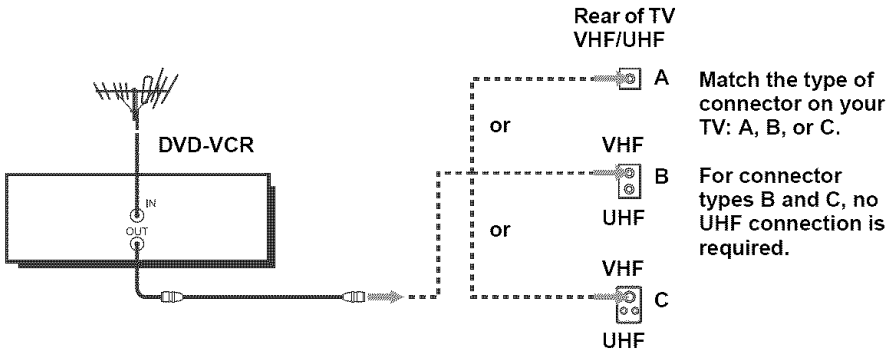 Rear of TV
VHF/UHF
A
Match the type of
connector on your
TV: A, B, or C.
or
DVD-VCR
VHF
B
For connector
types B and C, no
UHF connection is
required.
IN
OUT
UHF
or
VHF
C
UHF